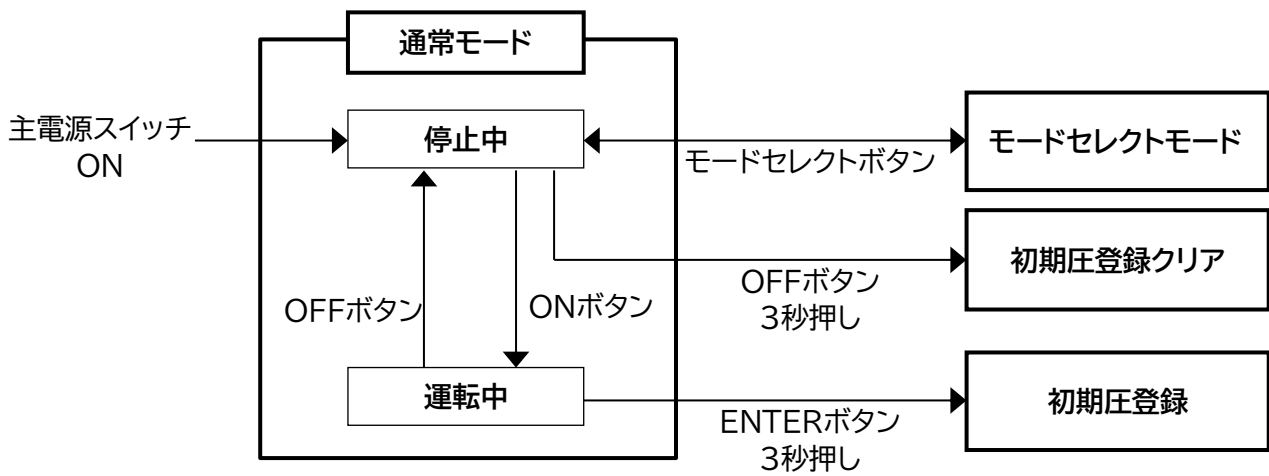 通常モード
主電源スイッチ
ON
停止中
モードセレクトボタン
モードセレクトモード
OFFボタン
3秒押し
初期圧登録クリア
OFFボタン
ONボタン
運転中
ENTERボタン
3秒押し
初期圧登録